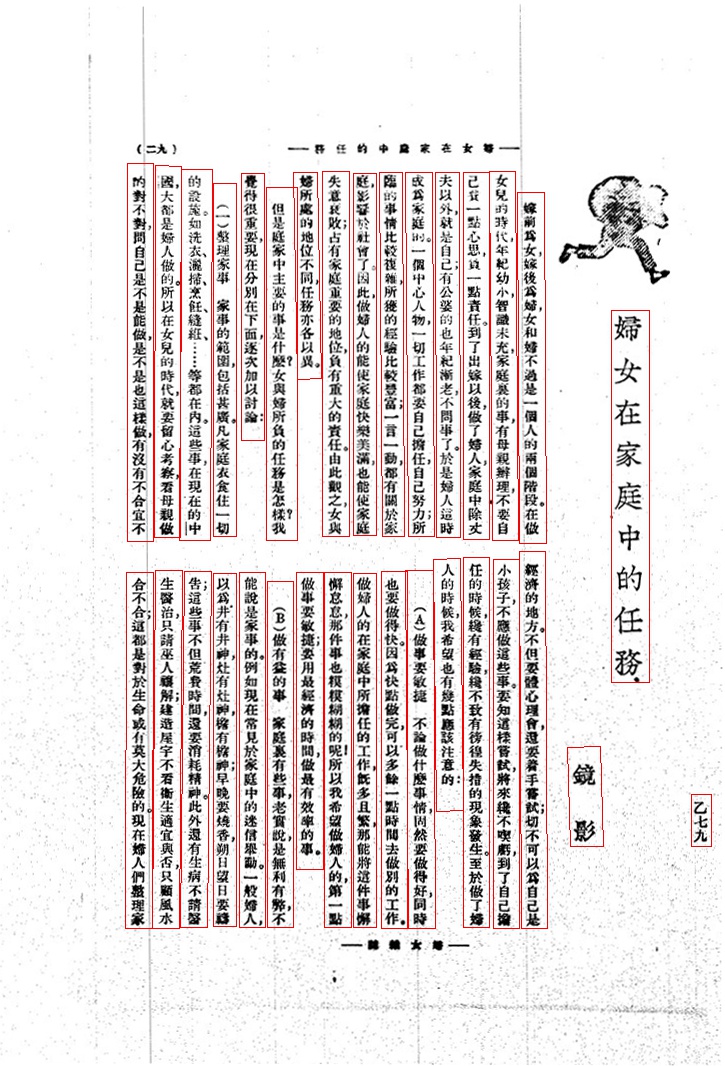 婦女在家庭中的任務
（二九）
婦女在家庭中的任務
鏡影
乙七九
嫁前爲女，嫁後爲婦，女和婦不過是一個人的兩個階段。在做
女兒的時代，年紀幼小，智識未充，家庭裏的事，有母親辦理，不要自
己費一點心思，負一點責任。到了出嫁以後，做了婦人，家庭中除丈
夫以外，就是自己；有公婆的也年紀漸老，不問事了。於是婦人這時
成爲家庭的一個中心人物，一切工作都要自己擔任，自己努力；所
臨的事情比較複雜，所獲的經驗比較豐富；一言一動，都有關於家
庭，影響於社會了。因此，做婦人的能使家庭快樂美滿，也能使家庭
失意衰敗；占有家庭重要的地位，負有重大的責任。由此觀之，女與
婦所處的地位不同，任務亦各以異。
但是庭家中主要的事是什麼？女與婦所負的任務是怎樣？我
覺得很重要，現在分別在下面，逐次加以討論：
（一）整理家事　家事的範圍，包括甚廣，凡家庭衣食住一切
的設施。如洗衣、灑掃、烹飪、縫紝……等都在內。這些事在現在的中
國，大都是婦人做的。所以在女兒的時代，就要留心考察，看母親做
的對不對，問自己是不是能做，是不是也這樣做，有沒有不合宜不
經濟的地方。不但要體心理會，還要着手嘗試；切不可以爲自己是
小孩子，不應做這些事。要知道樣嘗試，將來纔不喫虧，到了自己擔
任的時候，纔有經驗，纔不致有徬徨失措的現象發生。至於做了婦
人的時候，我希望也有幾點應該注意的：
（A）做事要敏捷　不論做什麼事情，固然要做得好，同時
也要做得快。因爲快點做完，可以多餘一點時間，去做別的工作。
做婦人的在家庭中所擔任的工作，既多且繁，那能將這件事懈
懈怠怠，那件事也模模糊糊的呢！所以我希望做婦人的第一點
做事要敏捷；要用最經濟的時間，做最有效率的事。
（B）做有益的事　家庭裏有些事，老實說是無利有弊，不
能說是家事的。例如現在常見於家庭中的迷信舉動。一般婦人，
以爲井有井神，灶有灶神，樹有樹神；早晚要燒香，朔日望日要禱
告；這些事不但荒費時間，還要消耗精神。此外還有生病不請醫
生醫治，只請巫人禳解；建造屋宇不看衞生適宜與否，只顧風水
合不合；這都是對於生命或有莫大危險的。現在婦人們整理家
婦女雜誌